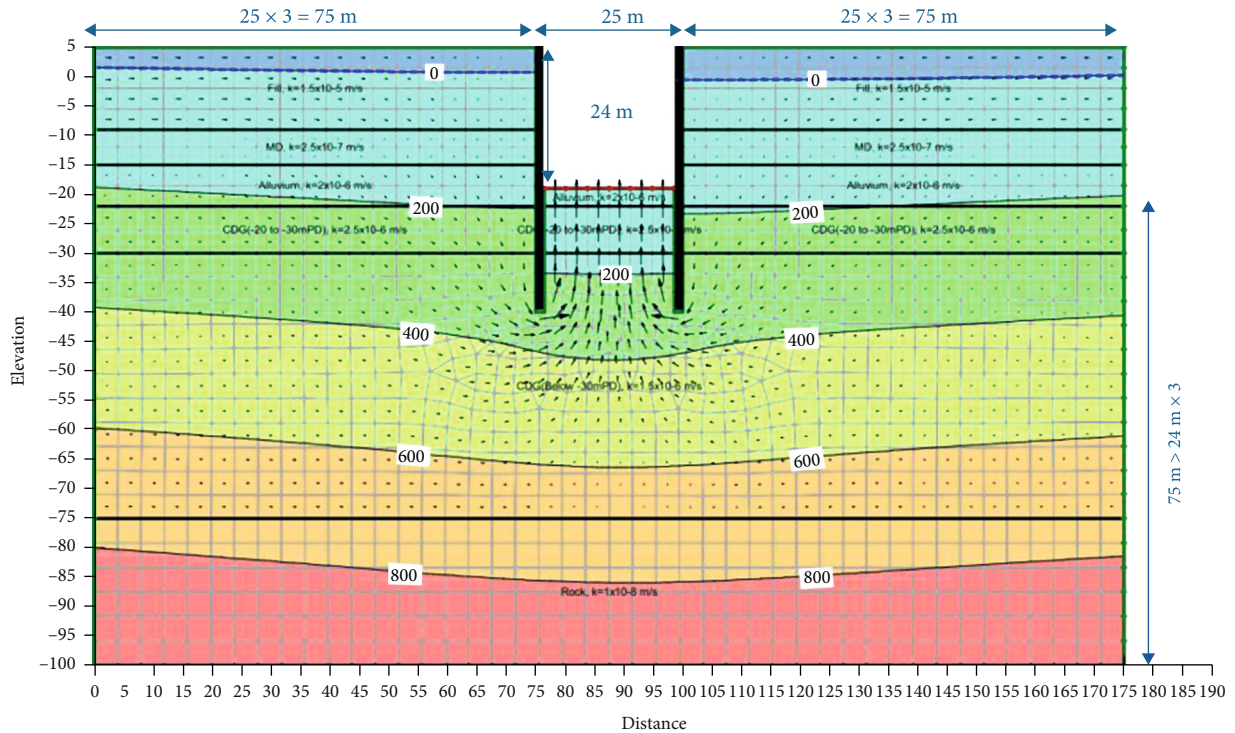 25 × 3 = 75 m
25 m
25 × 3 = 75 m
5
0
0
0
Fill, k=1.5x10-5 m/s
Fill, k=1.5x10-5 m/s
24 m
−5
−10
MD, k=2.5x10-7 m/s
MD, k=2.5x10-7 m/s
−15
Alluvium, k=2x10-6 m/s
Alluvium, k=2x10-6 m/s
−20
Alluvium, k=2x10-6 m/s
200
200
−25
CDG(-20 to -30mPD), k=2.5x10-6 m/s
CDG(-20 to -30mPD), k=2.5x10-6 m/s
CDG(-20 to -30mPD), k=2.5x10-6 m/s
−30
200
−35
−40
400
400
−45
−50
CDG(Below -30mPD), k=1.5x10-6 m/s
−55
−60
600
600
−65
−70
−75
−80
800
800
−85
Rock, k=1x10-8 m/s
−90
−95
−100
Elevation
75 m > 24 m × 3
0 5 10 15 20 25 30 35 40 45 50 55 60 65 70 75 80 85 90 95 100 105 110 115 120 125 130 135 140 145 150 155 160 165 170 175 180 185 190
Distance